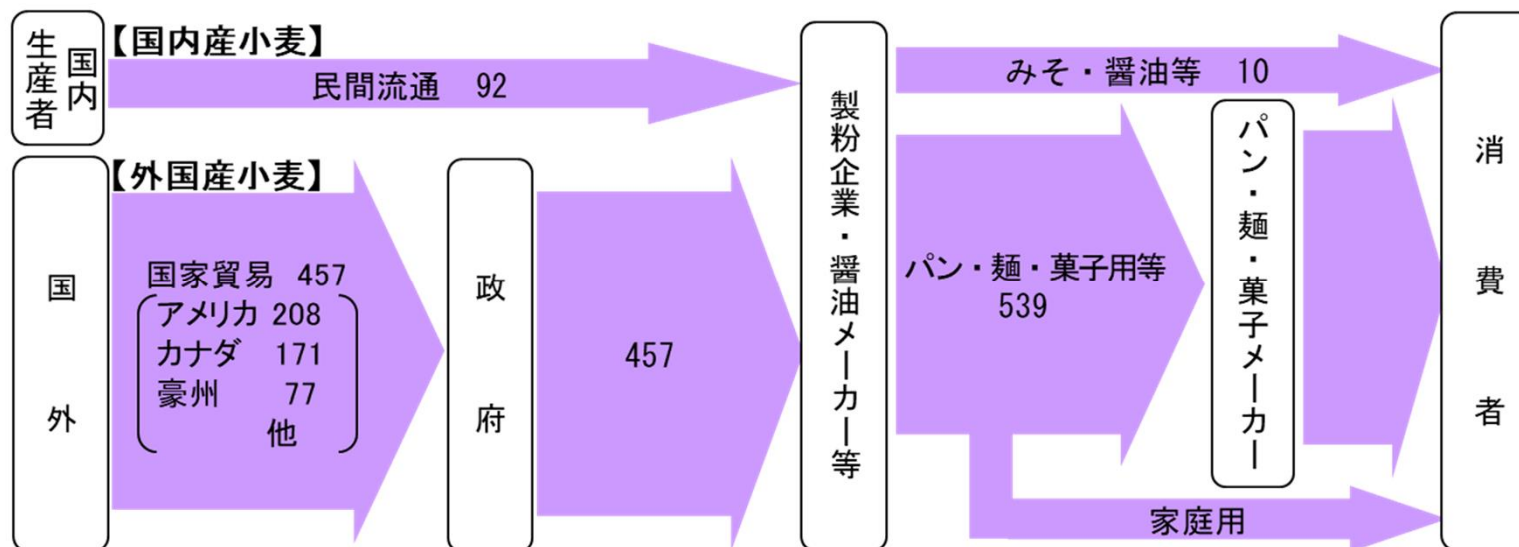 国内
生産者
【国内産小麦】
民間流通 92
国外
【外国産小麦】
国家貿易 457
アメリカ 208
カナダ 171
豪州 77
他
政府
457
製粉企業・醤油メーカー等
みそ・醤油等 10
パン・麺・菓子用等
539
パン・麺・菓子メーカー
家庭用
消費者